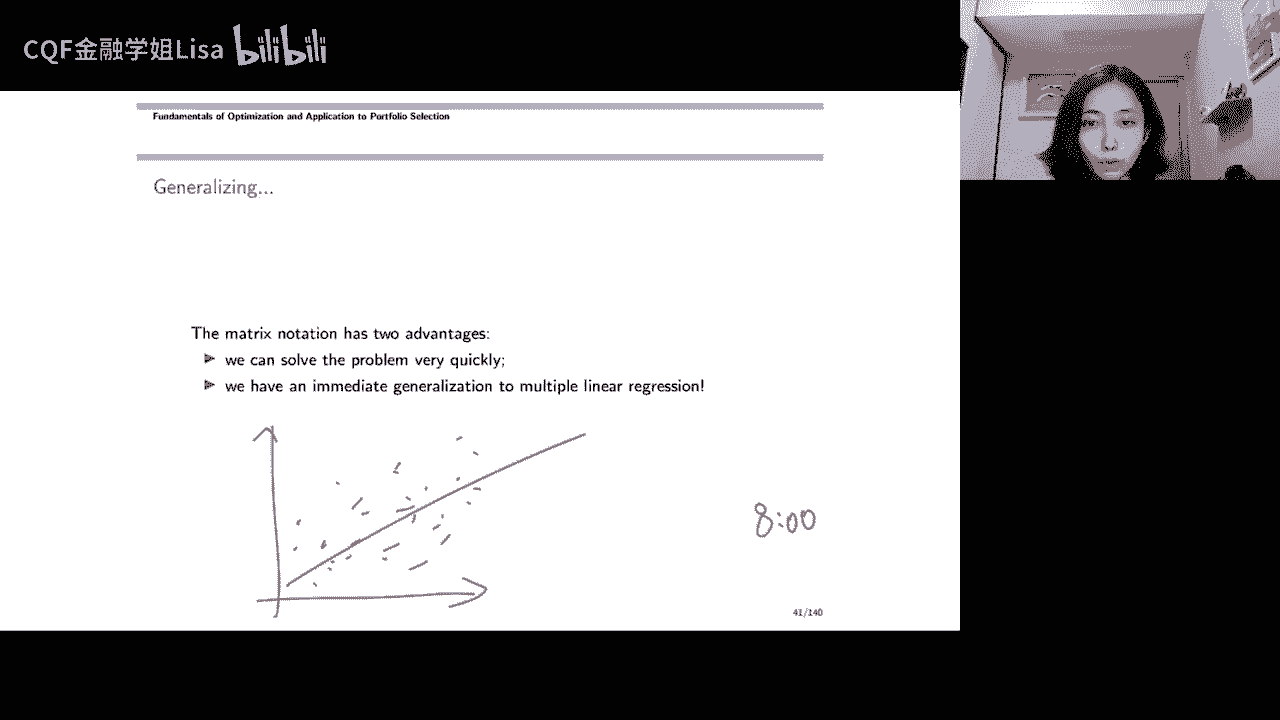 CQF金融学姐Lisa bilibili
Fundamentals of Optimization and Application to Portfolio Selection
Generalizing...
The matrix notation has two advantages:
we can solve the problem very quickly;
we have an immediate generalization to multiple linear regression!
8:00
41/140